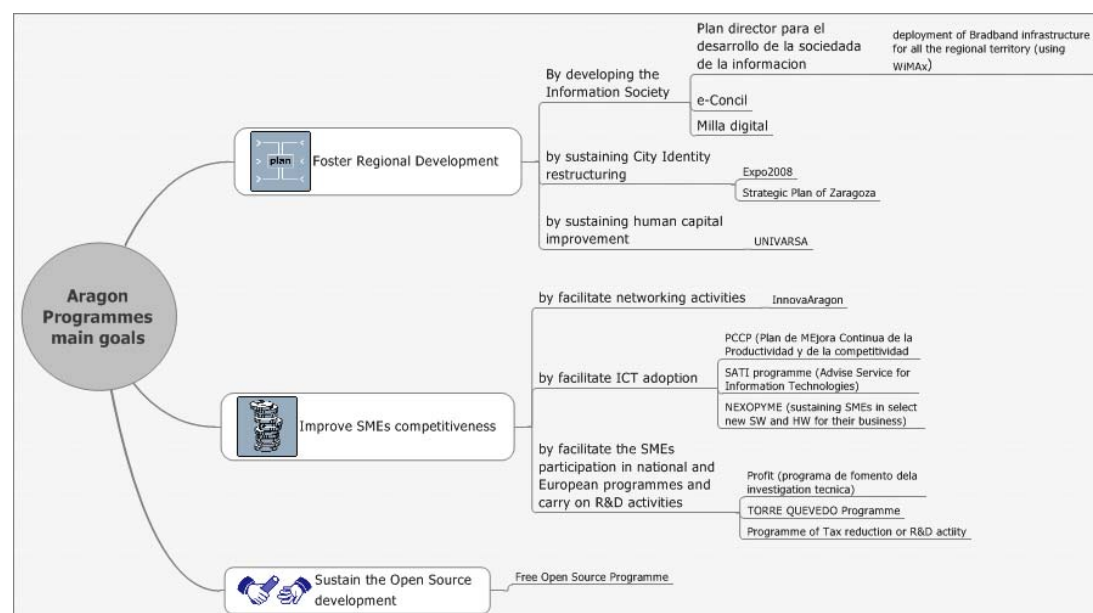 Aragon
Programmes
main goals
plan
Foster Regional Development
By developing the
Information Society
Plan director para el
desarrollo de la sociedada
de la informacion
deployment of Bradband infrastructure
for all the regional territory (using
WiMAx)
e-Concil
Milla digital
by sustaining City Identity
restructuring
Expo2008
Strategic Plan of Zaragoza
by sustaining human capital
improvement
UNIVARSA
Improve SMEs competitiveness
by facilitate networking activities
InnovaAragon
by facilitate ICT adoption
PCCP (Plan de MEjora Continua de la
Productividad y de la competitividad
SATI programme (Advise Service for
Information Technologies)
NEXOPYME (sustaining SMEs in select
new SW and HW for their business)
by facilitate the SMEs
participation in national and
European programmes and
carry on R&D activities
Profit (programa de fomento dela
investigation tecnica)
TORRE QUEVEDO Programme
Programme of Tax reduction or R&D actiity
Sustain the Open Source
development
Free Open Source Programme